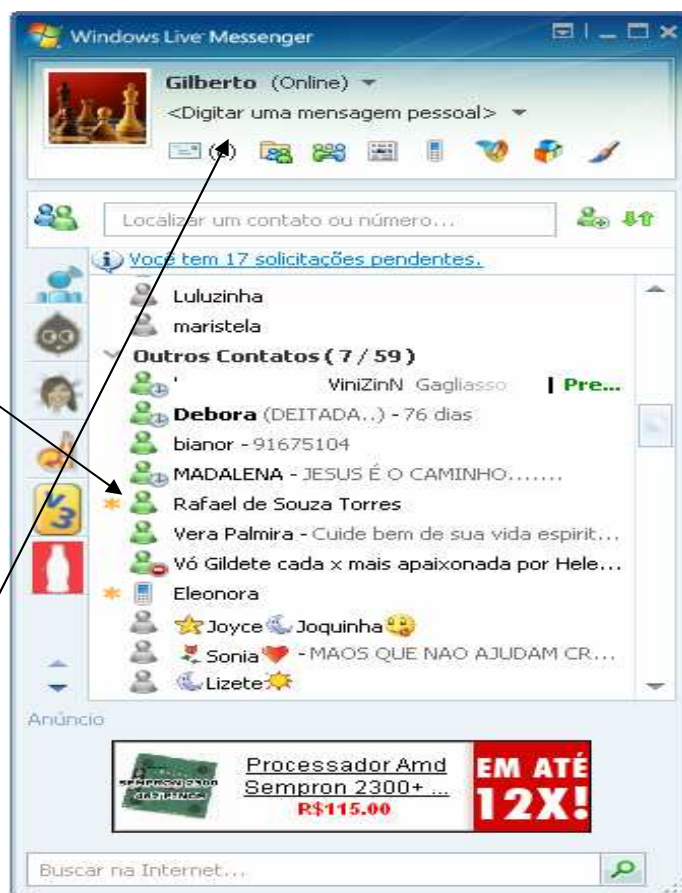 Windows Live Messenger
Gilberto (Online)
<Digitar uma mensagem pessoal>
Localizar um contato ou número...
Você tem 17 solicitações pendentes.
Luluzinha
maristela
Outros Contatos ( 7 / 59 )
' ViniZinN Gagliasso | Pre...
Debora (DEITADA..) - 76 dias
bianor - 91675104
MADALENA - JESUS É O CAMINHO.......
Rafael de Souza Torres
Vera Palmira - Cuide bem de sua vida espirit...
Vó Gildete cada x mais apaixonada por Hele...
Eleonora
Joyce Joquinha
Sonia - MAOS QUE NAO AJUDAM CR...
Lizete
V3
Anúncio
Processador Amd
Sempron 2300+ ...
R$115.00
EM ATÉ
12X!
Buscar na Internet...